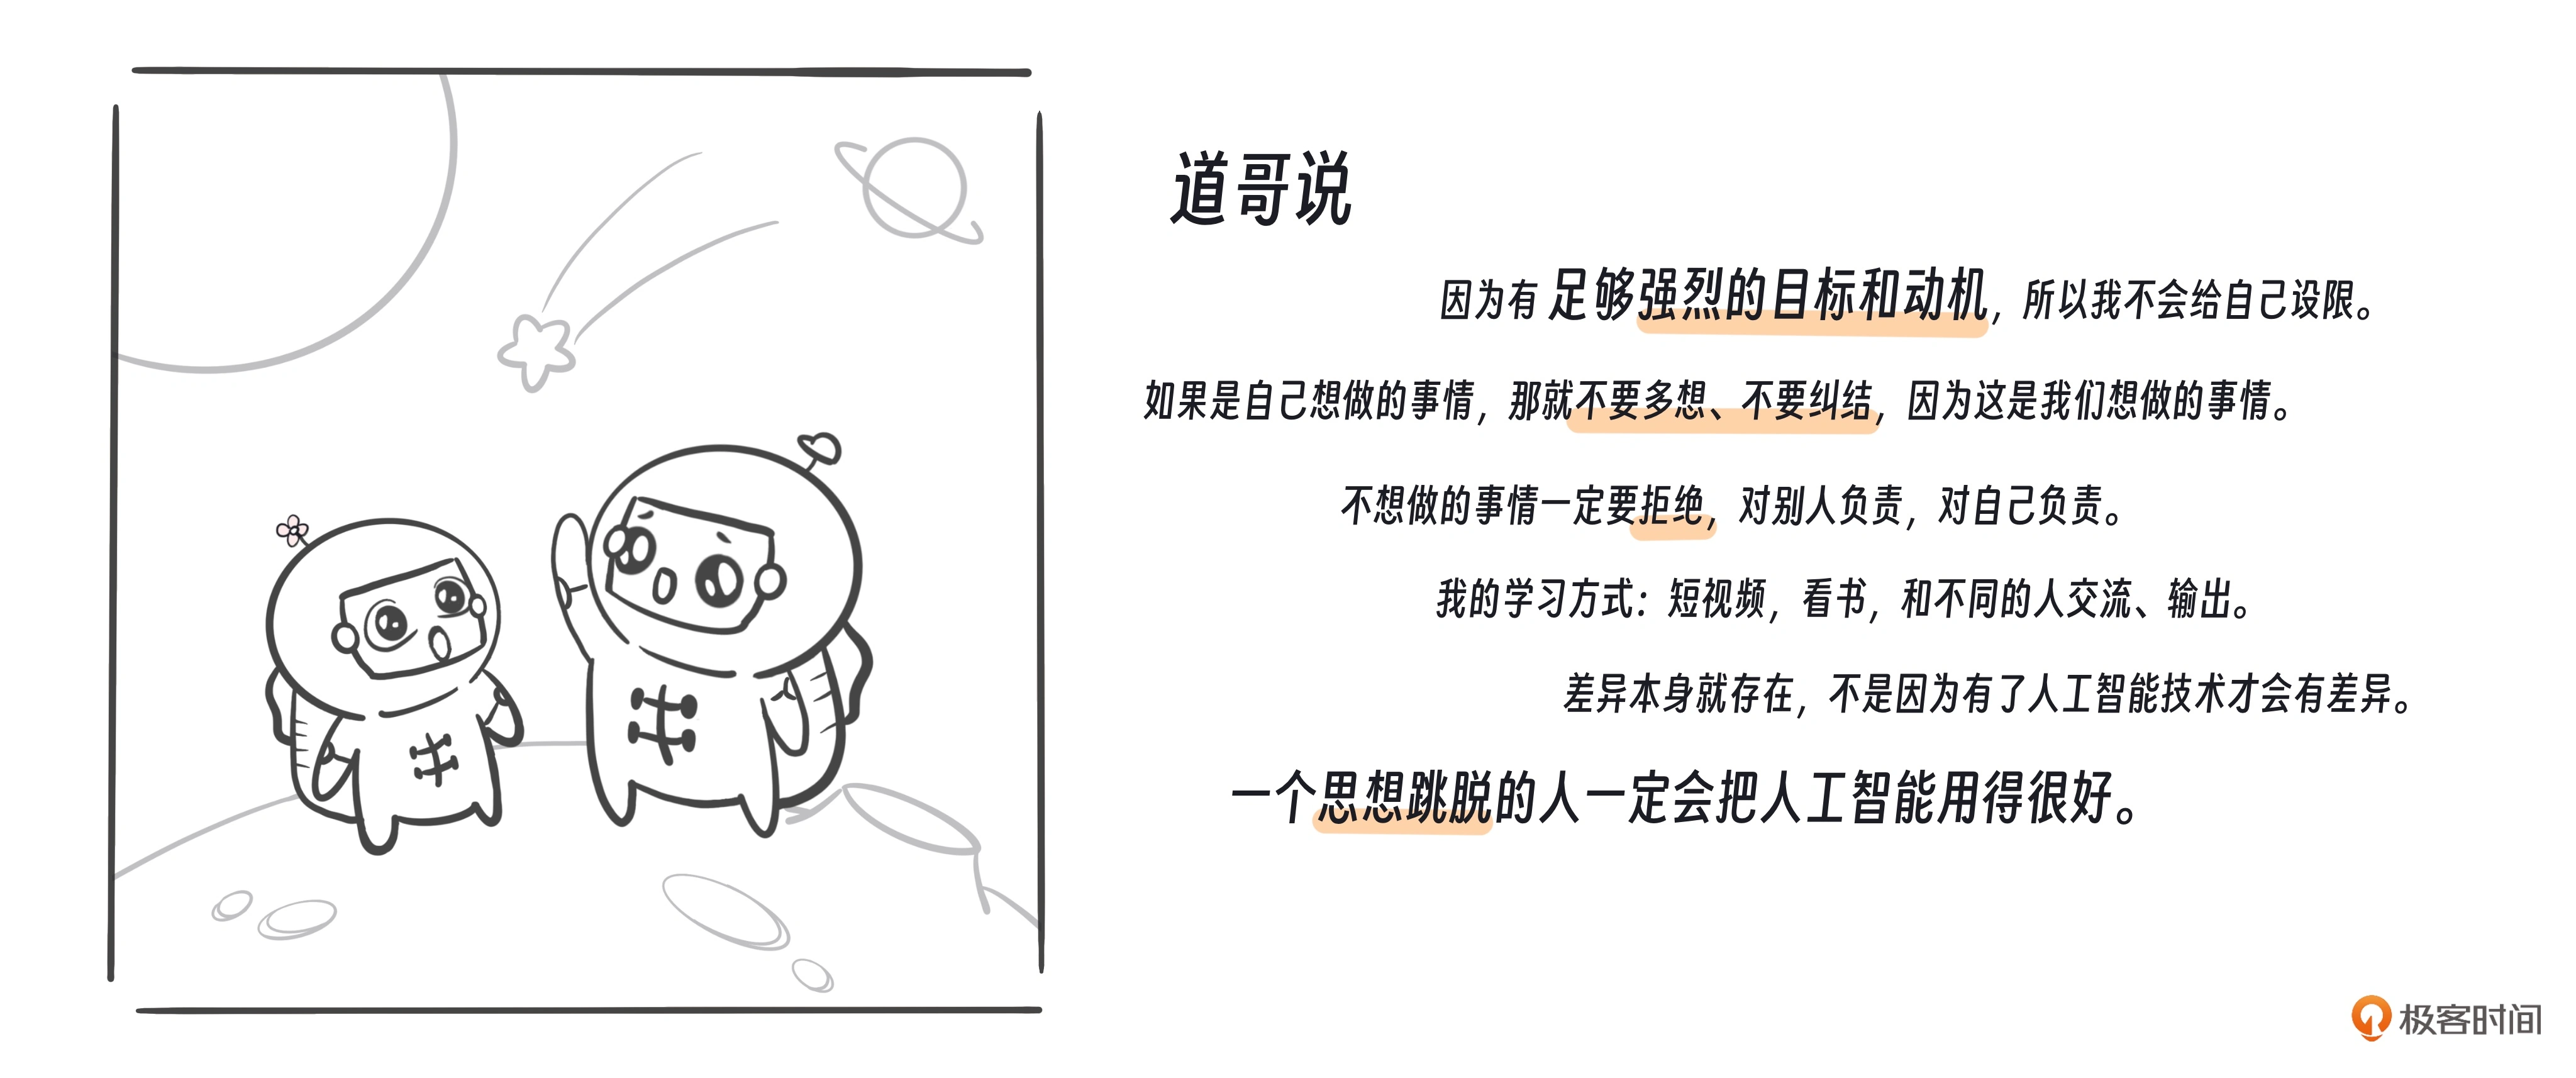 道哥说
因为有 足够强烈的目标和动机，所以我不会给自己设限。
如果是自己想做的事情，那就不要多想、不要纠结，因为这是我们想做的事情。
不想做的事情一定要拒绝，对别人负责，对自己负责。
我的学习方式：短视频，看书，和不同的人交流、输出。
差异本身就存在，不是因为有了人工智能技术才会有差异。
一个思想跳脱的人一定会把人工智能用得很好。
极客时间